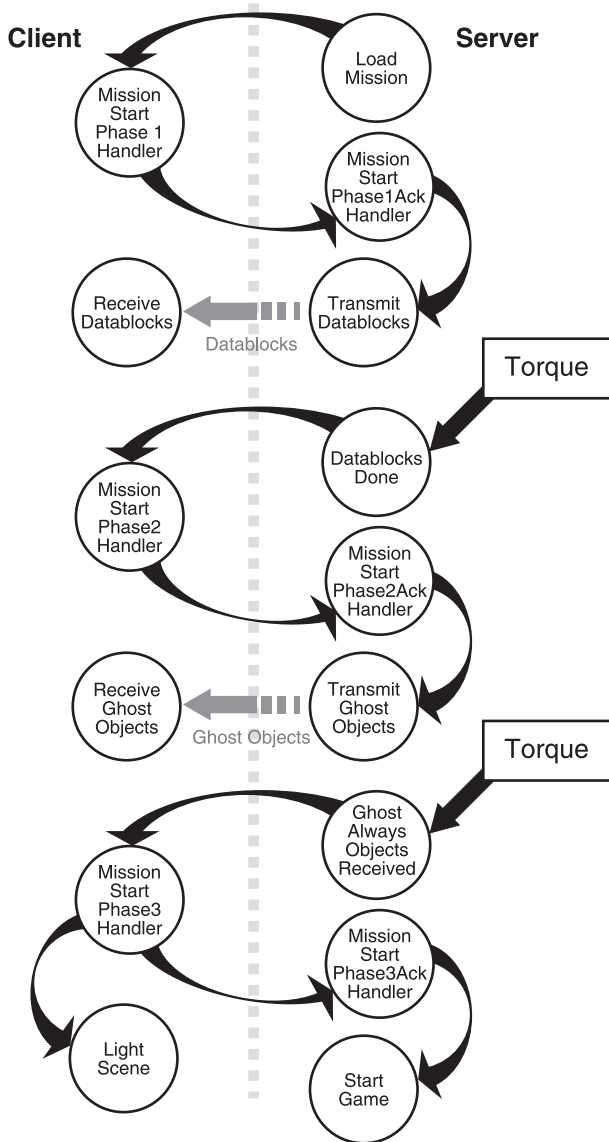 Client
Server
Load
Mission
Mission
Start
Phase 1
Handler
Mission
Start
Phase1Ack
Handler
Receive
Datablocks
Transmit
Datablocks
Datablocks
Torque
Datablocks
Done
Mission
Start
Phase2
Handler
Mission
Start
Phase2Ack
Handler
Receive
Ghost
Objects
Transmit
Ghost
Objects
Ghost Objects
Torque
Ghost
Always
Objects
Received
Mission
Start
Phase3
Handler
Mission
Start
Phase3Ack
Handler
Light
Scene
Start
Game